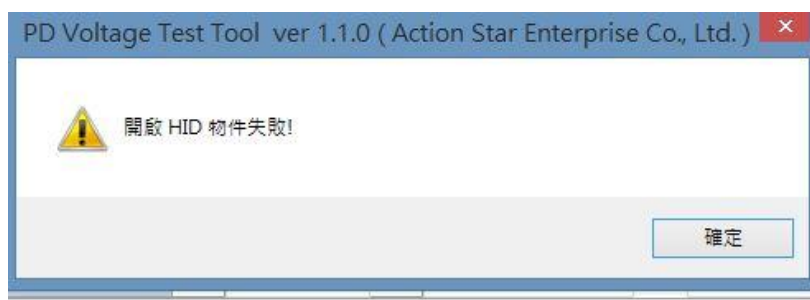 PD Voltage Test Tool ver 1.1.0 ( Action Star Enterprise Co., Ltd. )
開啟 HID 物件失敗!
確定